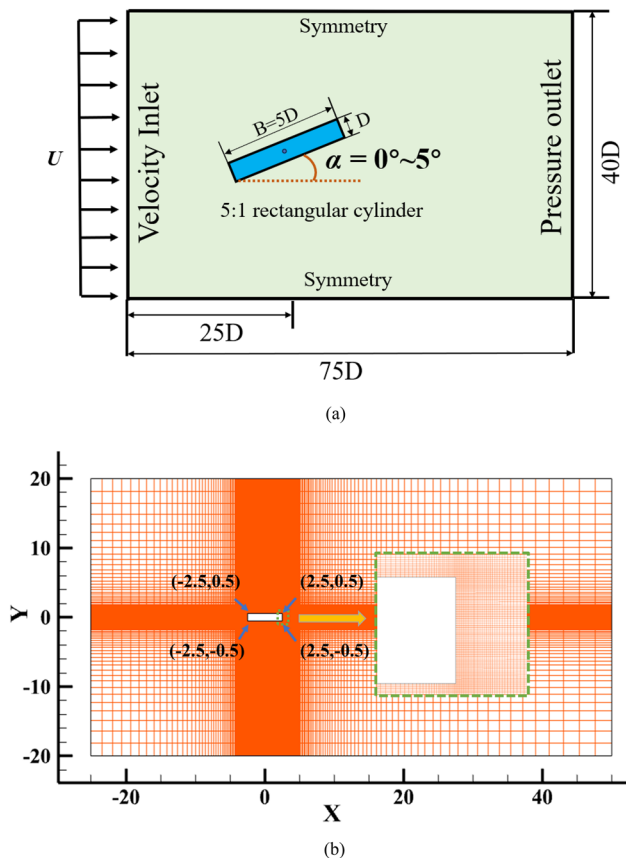 Symmetry
U
Velocity Inlet
B=5D
D
α = 0°~5°
5:1 rectangular cylinder
Pressure outlet
40D
Symmetry
25D
75D
(a)
20
10
0
-10
-20
Y
(-2.5,0.5)
(2.5,0.5)
(-2.5,-0.5)
(2.5,-0.5)
-20
0
20
40
X
(b)